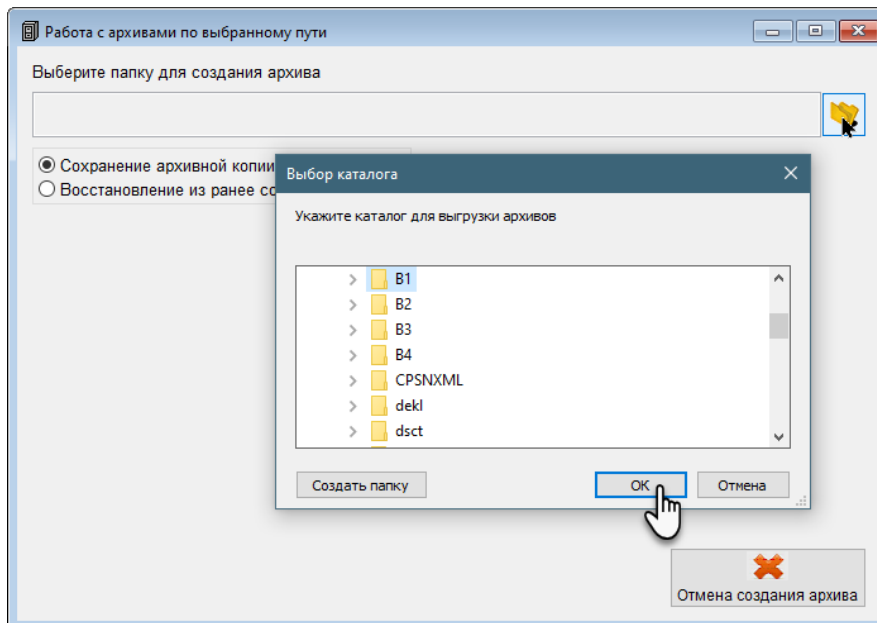 Работа с архивами по выбранному пути
Выберите папку для создания архива
Сохранение архивной копии
Восстановление из ранее со
Выбор каталога
Укажите каталог для выгрузки архивов
B1
B2
B3
B4
CPSNXML
dekl
dsct
Создать папку
ОК
Отмена
Отмена создания архива